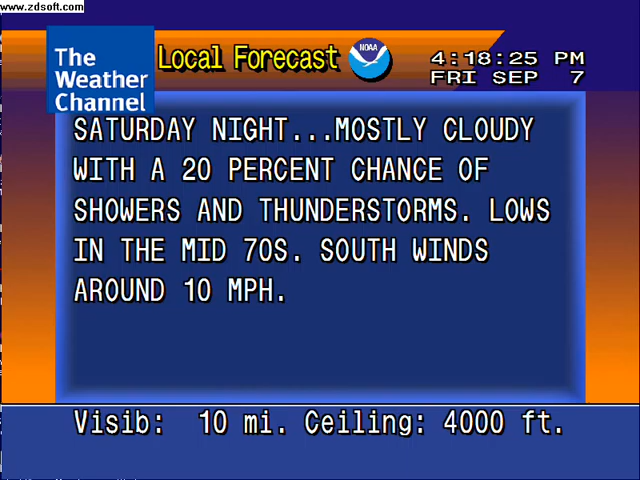 www.zdsoft.com
The
Weather
Channel
Local Forecast
NOAA
4:18:25 PM
FRI SEP 7
SATURDAY NIGHT...MOSTLY CLOUDY
WITH A 20 PERCENT CHANCE OF
SHOWERS AND THUNDERSTORMS. LOWS
IN THE MID 70S. SOUTH WINDS
AROUND 10 MPH.
Visib: 10 mi. Ceiling: 4000 ft.